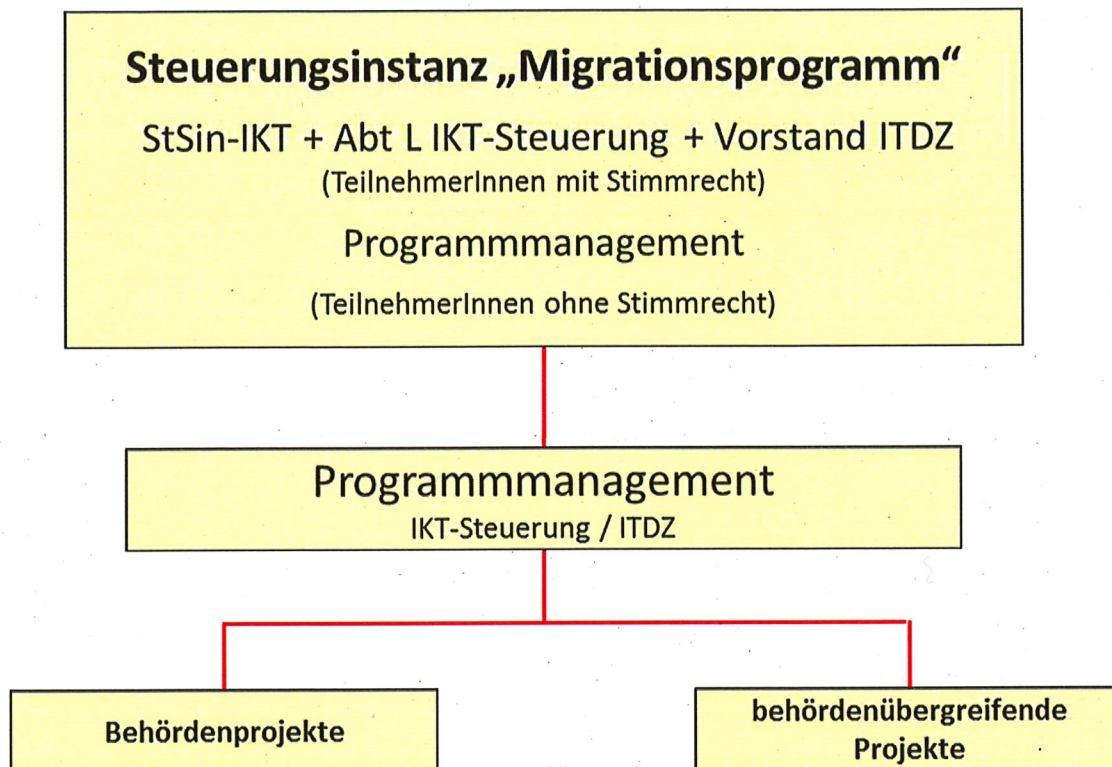 Steuerungsinstanz „Migrationsprogramm“
StSin-IKT + Abt L IKT-Steuerung + Vorstand ITDZ
(TeilnehmerInnen mit Stimmrecht)
Programmmanagement
(TeilnehmerInnen ohne Stimmrecht)
Programmmanagement
IKT-Steuerung / ITDZ
Behördenprojekte
behördenübergreifende
Projekte